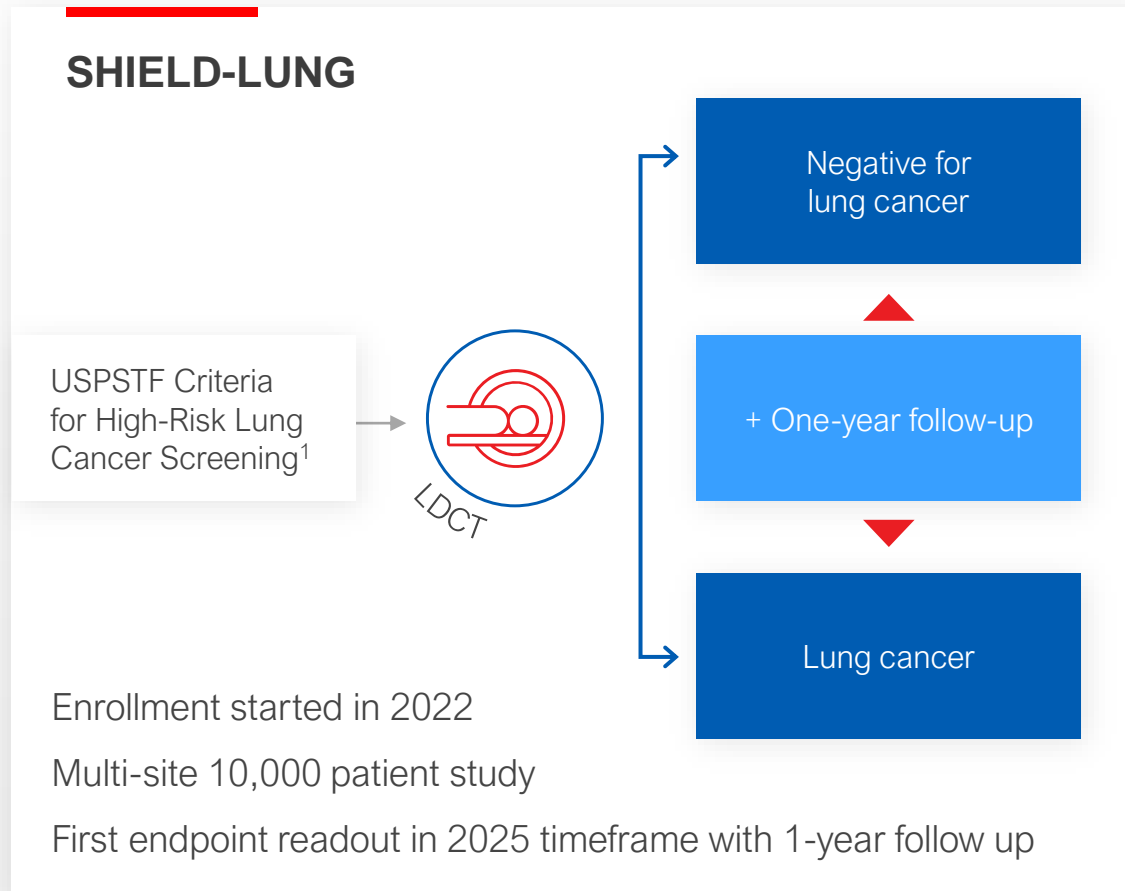 SHIELD-LUNG
Negative for
lung cancer
USPSTF Criteria
for High-Risk Lung
Cancer Screening1
LDCT
+ One-year follow-up
Lung cancer
Enrollment started in 2022
Multi-site 10,000 patient study
First endpoint readout in 2025 timeframe with 1-year follow up